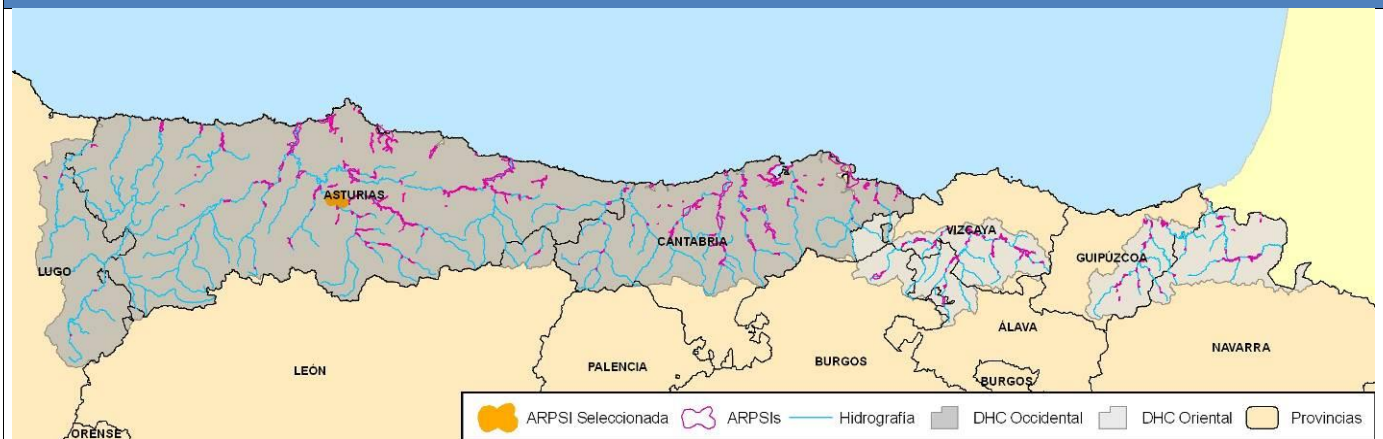 ASTURIAS
VIZCAYA
CANTABRIA
GUIPÚZCOA
LUGO
ÁLAVA
NAVARRA
LEÓN
PALENCIA
BURGOS
BURGOS
ORENSE
ARPSI Seleccionada ARPSIs Hidrografía DHC Occidental DHC Oriental Provincias